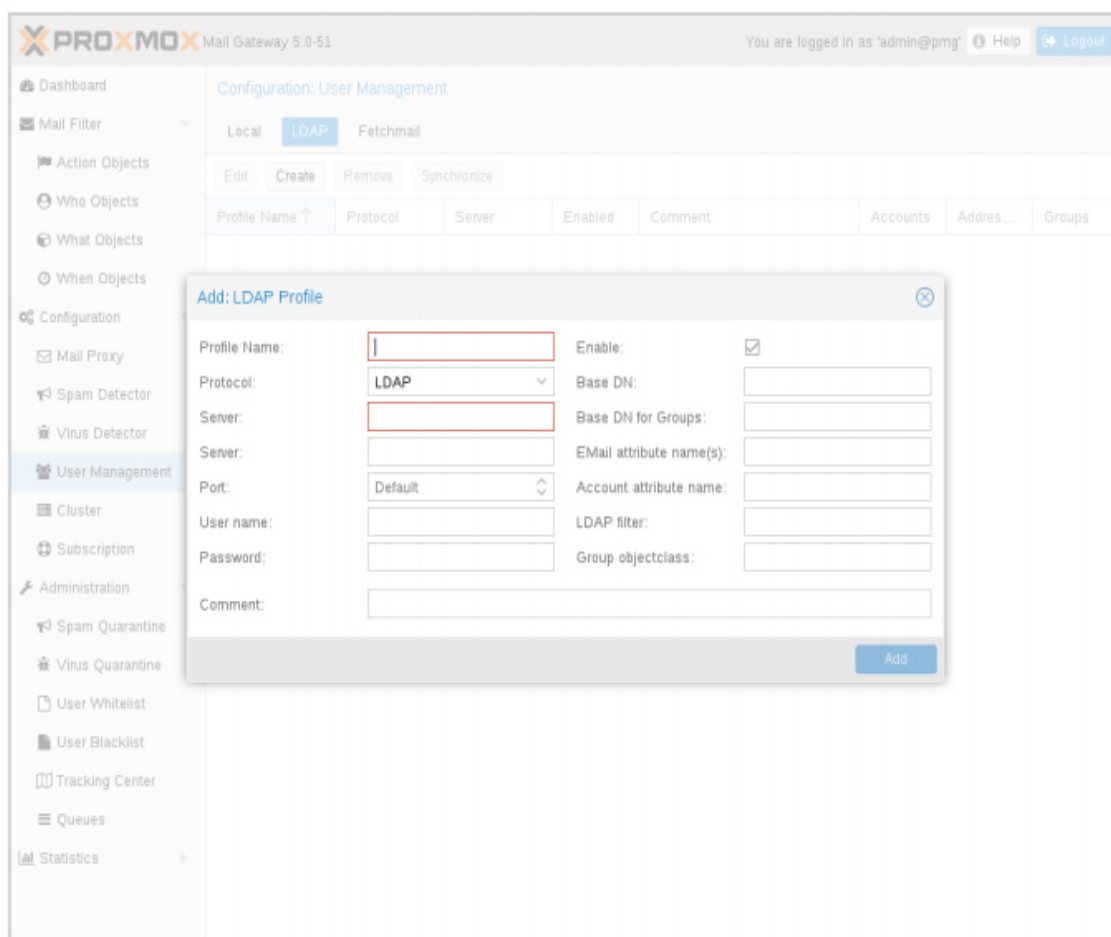 PROXMOX Mail Gateway 5.0-51 You are logged in as 'admin@pmg' Help Logout
Dashboard
Mail Filter
Action Objects
Who Objects
What Objects
When Objects
Configuration
Mail Proxy
Spam Detector
Virus Detector
User Management
Cluster
Subscription
Administration
Spam Quarantine
Virus Quarantine
User Whitelist
User Blacklist
Tracking Center
Queues
Statistics
Configuration: User Management
Local LDAP Fetchmail
Edit Create Remove Synchronize
Profile Name Protocol Server Enabled Comment Accounts Addres... Groups
Add: LDAP Profile
Profile Name:
Protocol: LDAP
Server:
Server:
Port: Default
User name:
Password:
Enable:
Base DN:
Base DN for Groups:
EMail attribute name(s):
Account attribute name:
LDAP filter:
Group objectclass:
Comment:
Add